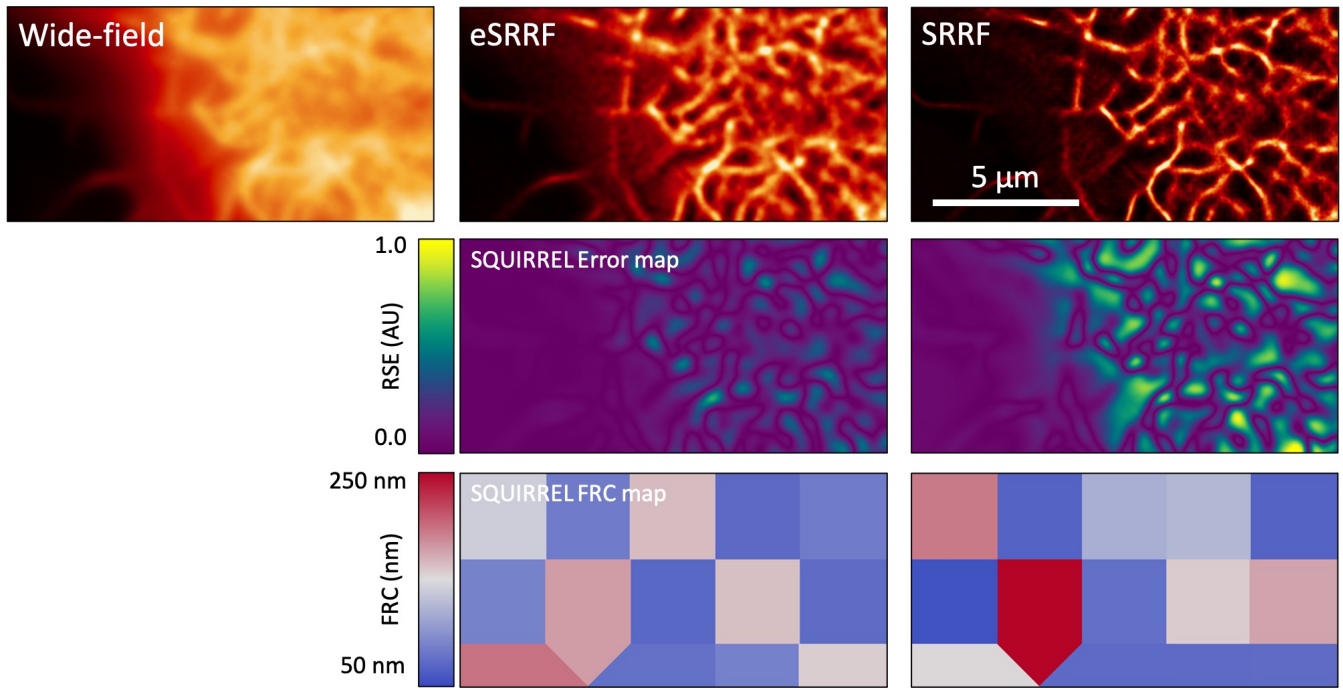 Wide-field
eSRRF
SRRF
5 µm
1.0
RSE (AU)
0.0
SQUIRREL Error map
250 nm
FRC (nm)
50 nm
SQUIRREL FRC map